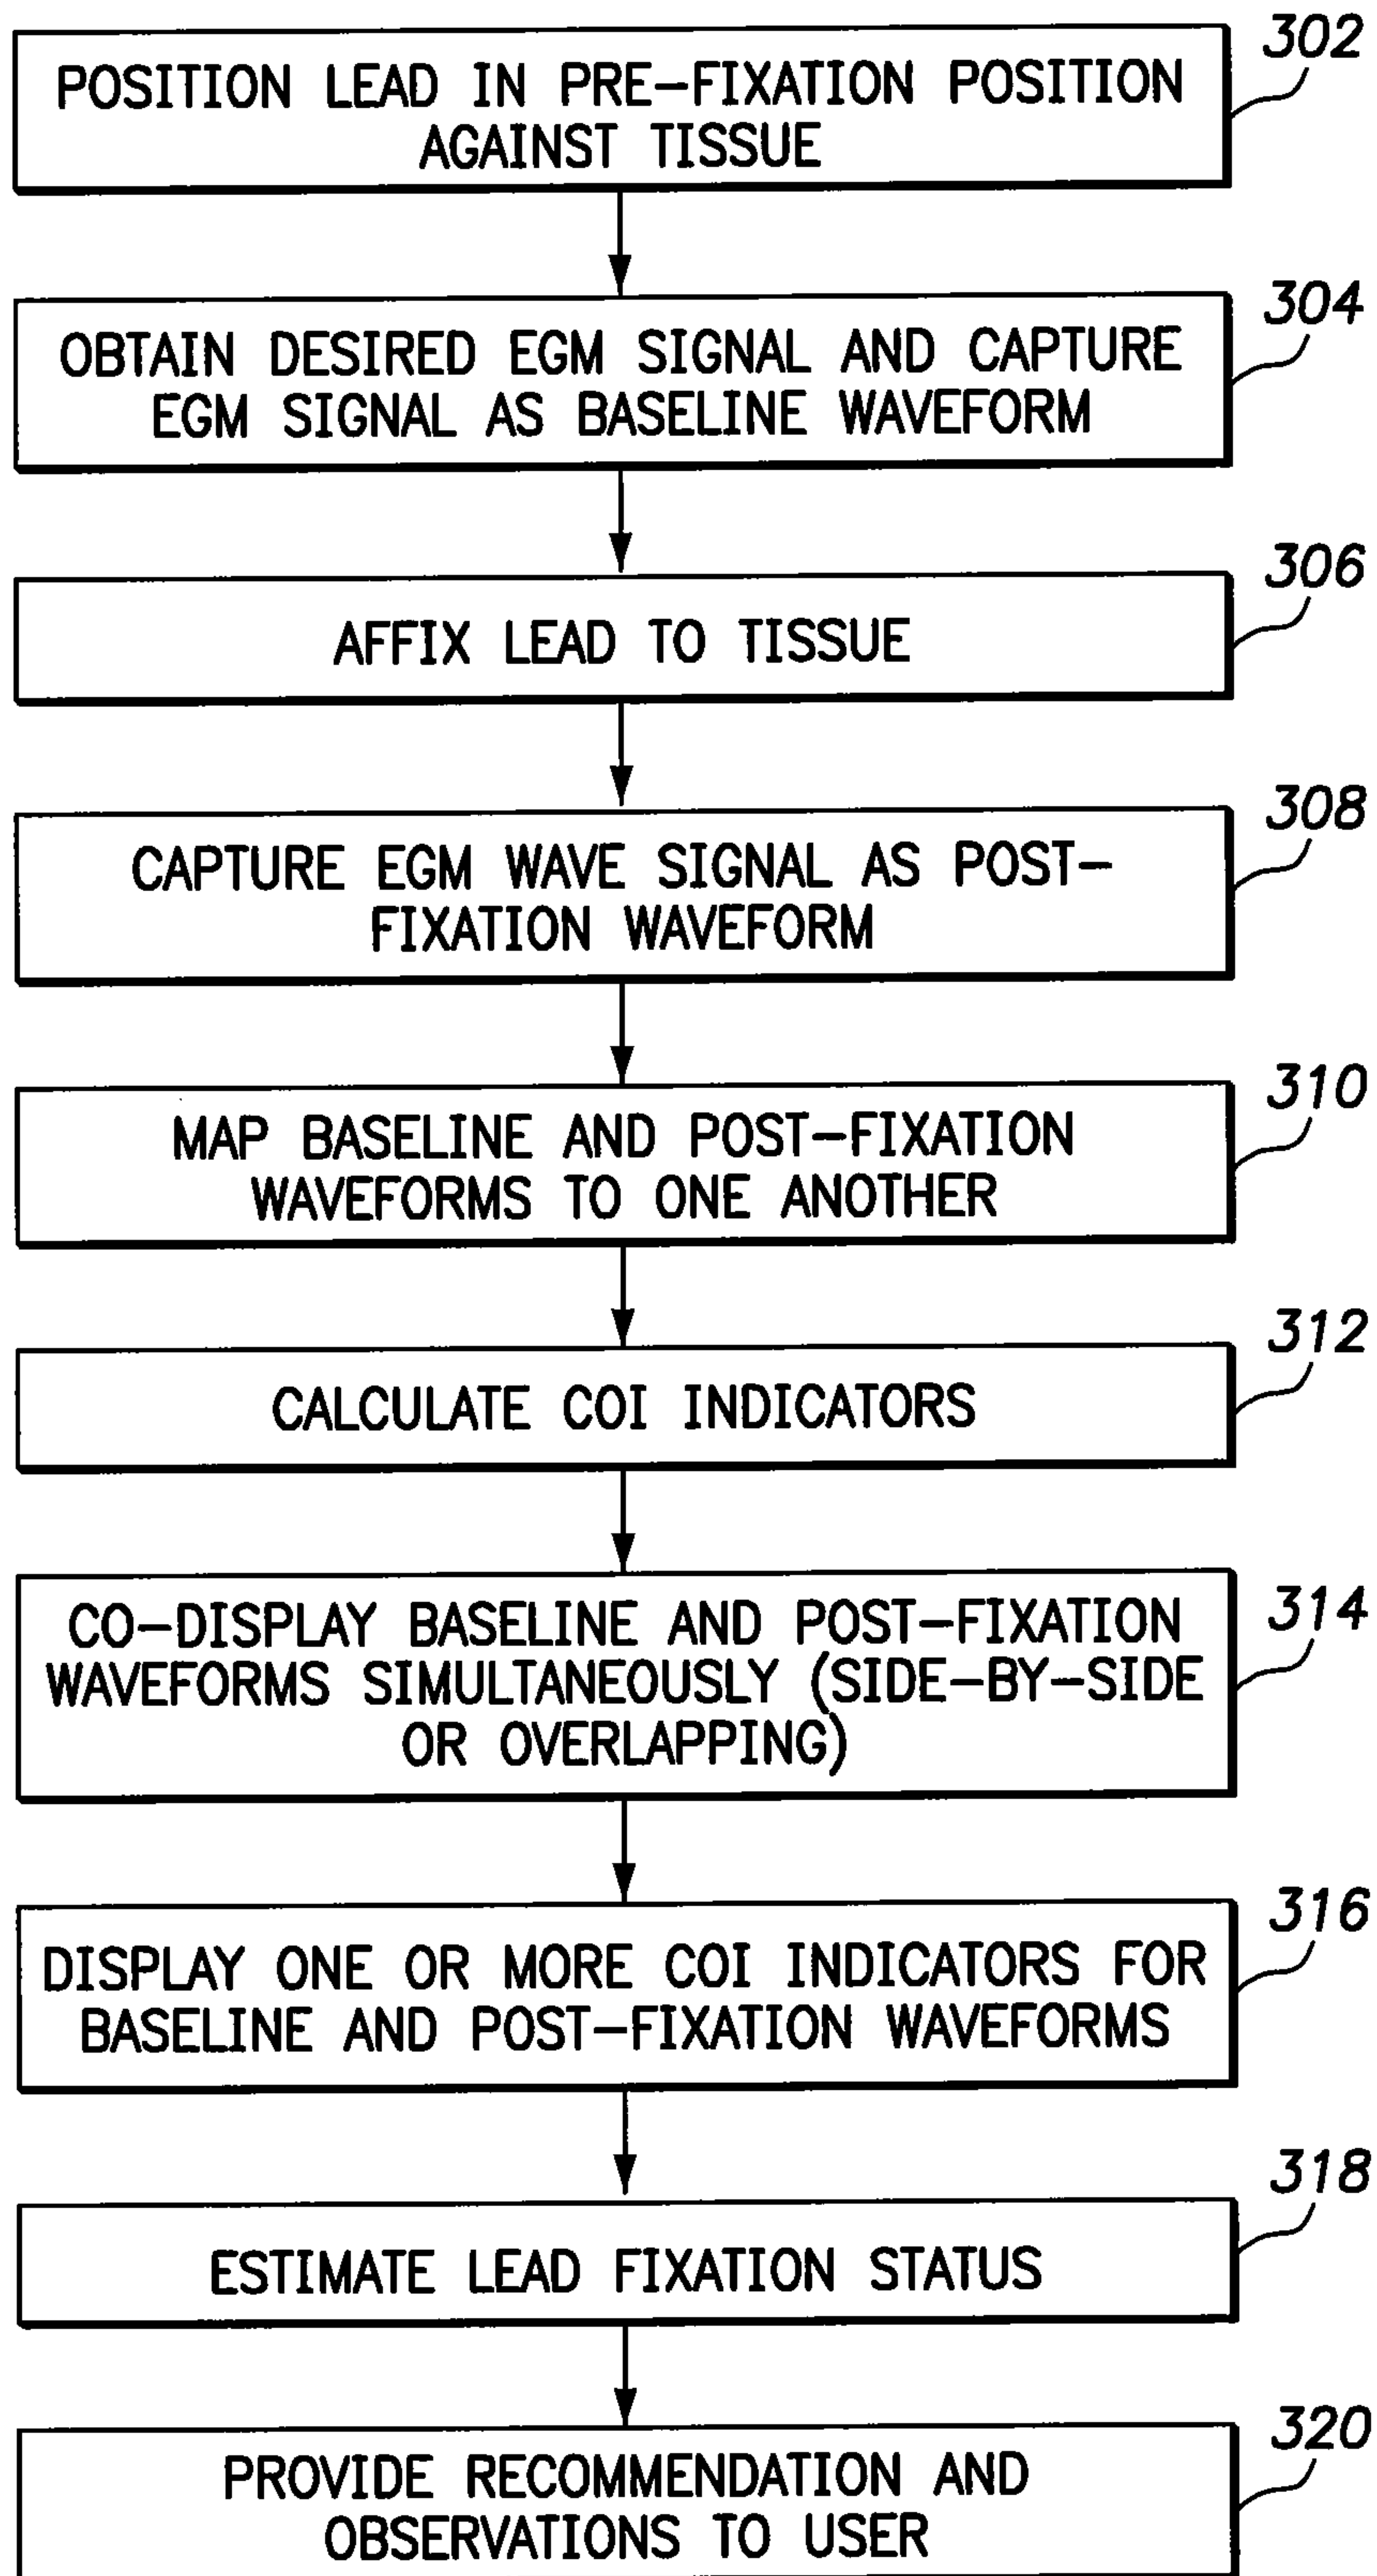 302
POSITION LEAD IN PRE-FIXATION POSITION
AGAINST TISSUE
304
OBTAIN DESIRED EGM SIGNAL AND CAPTURE
EGM SIGNAL AS BASELINE WAVEFORM
306
AFFIX LEAD TO TISSUE
308
CAPTURE EGM WAVE SIGNAL AS POST-
FIXATION WAVEFORM
310
MAP BASELINE AND POST-FIXATION
WAVEFORMS TO ONE ANOTHER
312
CALCULATE COI INDICATORS
314
CO-DISPLAY BASELINE AND POST-FIXATION
WAVEFORMS SIMULTANEOUSLY (SIDE-BY-SIDE
OR OVERLAPPING)
316
DISPLAY ONE OR MORE COI INDICATORS FOR
BASELINE AND POST-FIXATION WAVEFORMS
318
ESTIMATE LEAD FIXATION STATUS
320
PROVIDE RECOMMENDATION AND
OBSERVATIONS TO USER